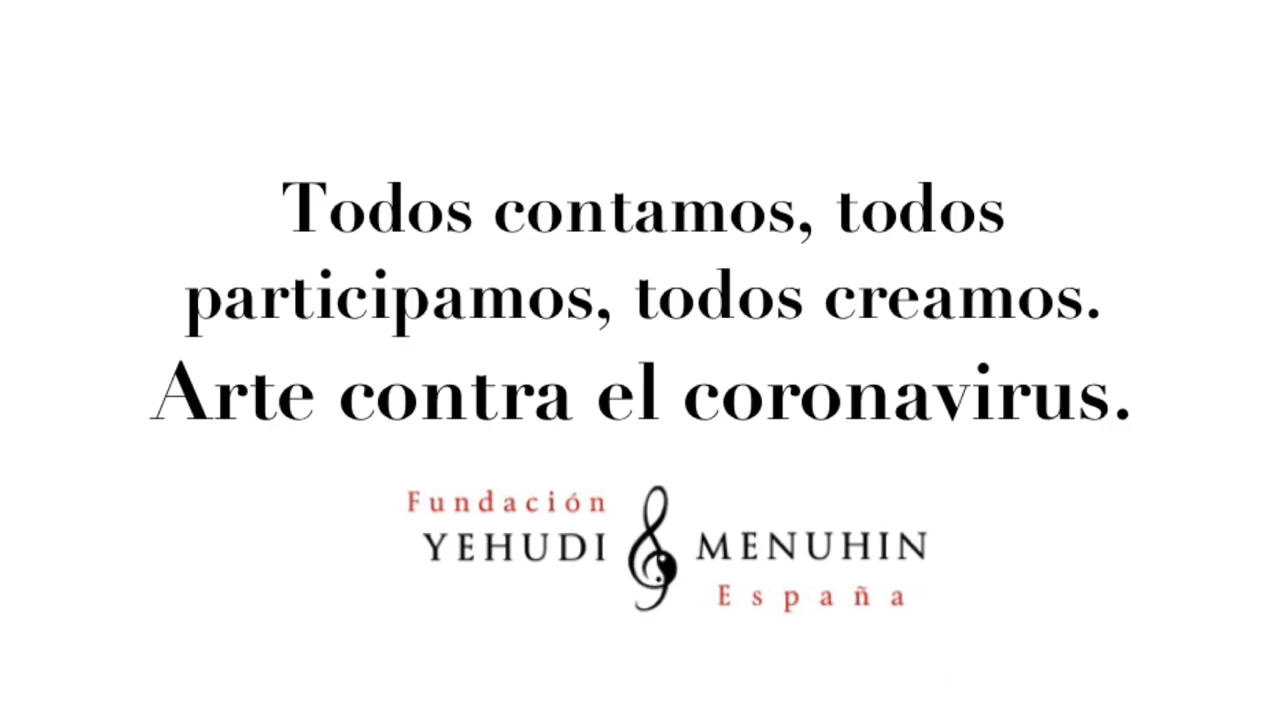 Todos contamos, todos
participamos, todos creamos.
Arte contra el coronavirus.
Fundación
YEHUDI MENUHIN
España